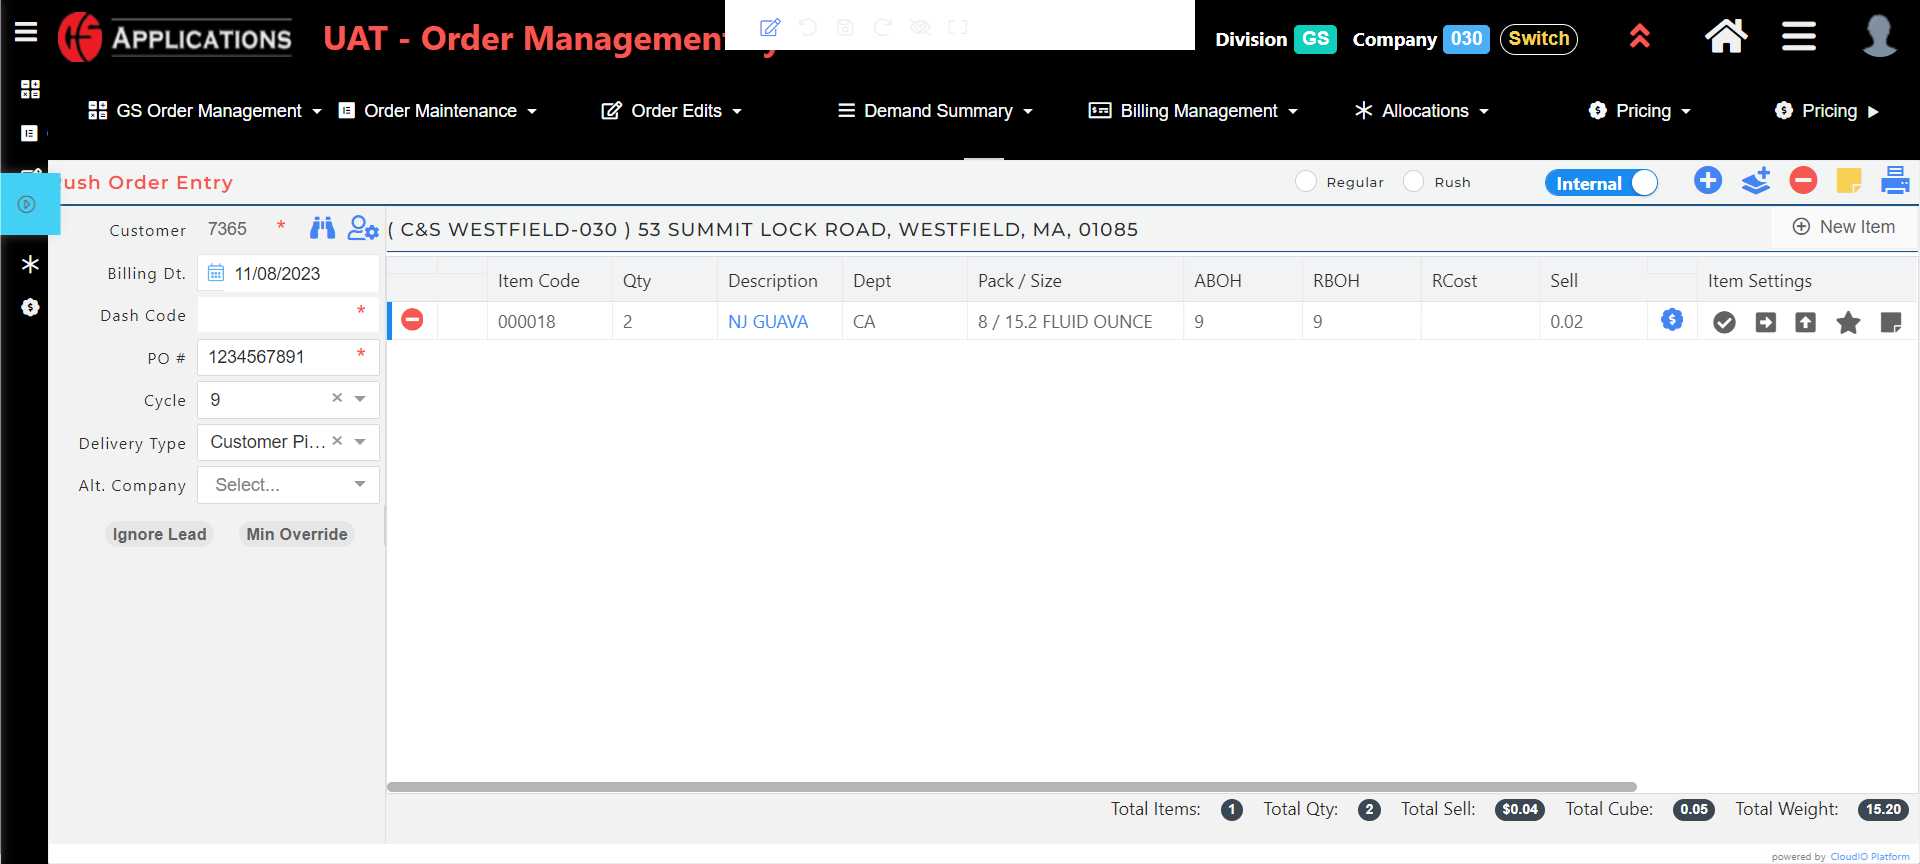 APPLICATIONS
UAT - Order Management
Division GS Company 030 Switch
GS Order Management Order Maintenance Order Edits Demand Summary Billing Management Allocations Pricing Pricing
ush Order Entry
Regular Rush Internal
Customer 7365 *
( C&S WESTFIELD-030 ) 53 SUMMIT LOCK ROAD, WESTFIELD, MA, 01085
New Item
Billing Dt. 11/08/2023
Dash Code *
PO # 1234567891 *
Cycle 9
Delivery Type Customer Pi...
Alt. Company Select...
Ignore Lead Min Override
Item Code Qty Description Dept Pack / Size ABOH RBOH RCost Sell Item Settings
000018 2 NJ GUAVA CA 8 / 15.2 FLUID OUNCE 9 9 0.02
Total Items: 1 Total Qty: 2 Total Sell: $0.04 Total Cube: 0.05 Total Weight: 15.20
powered by CloudIO Platform